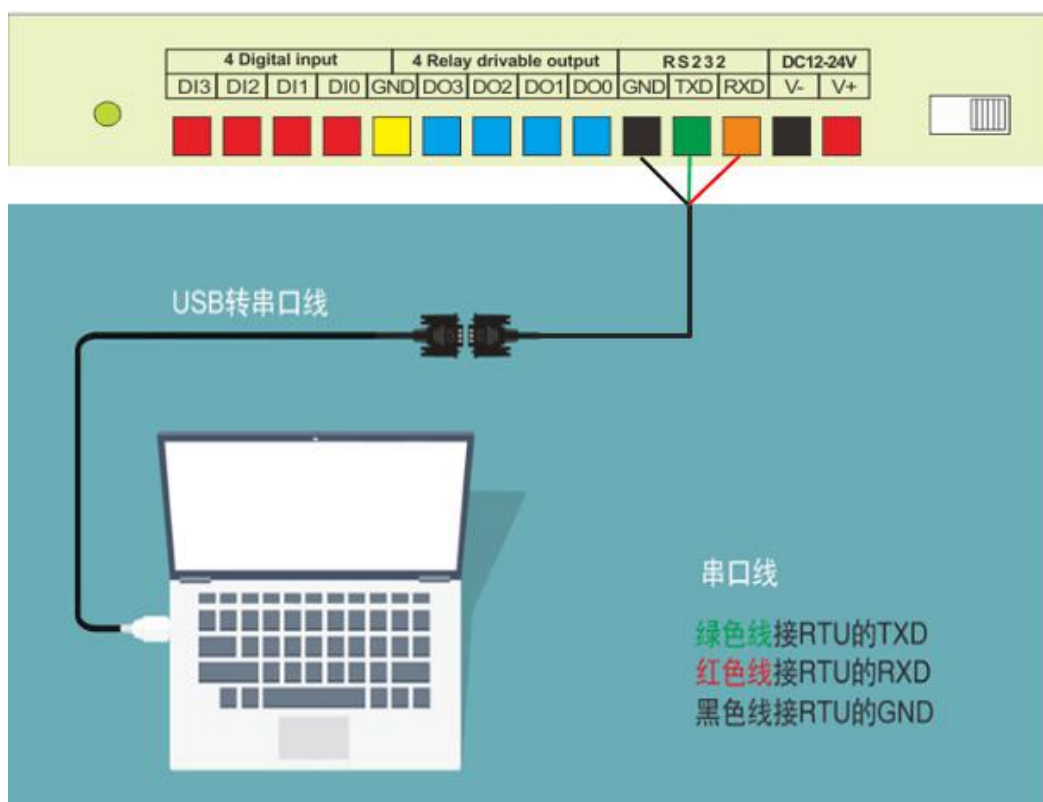 4 Digital input 4 Relay drivable output RS232 DC12-24V
DI3 DI2 DI1 DI0 GND DO3 DO2 DO1 DO0 GND TXD RXD V- V+
USB转串口线
串口线
绿色线接RTU的TXD
红色线接RTU的RXD
黑色线接RTU的GND